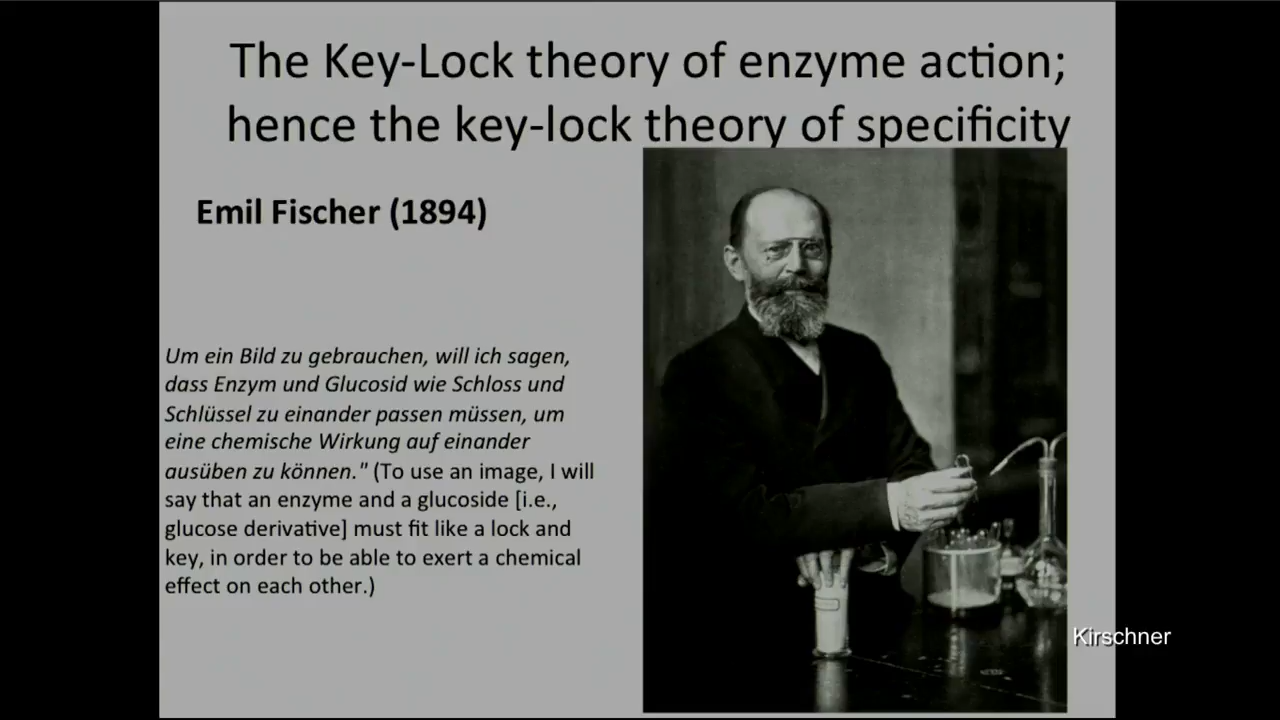 The Key-Lock theory of enzyme action;
hence the key-lock theory of specificity
Emil Fischer (1894)
Um ein Bild zu gebrauchen, will ich sagen,
dass Enzym und Glucosid wie Schloss und
Schlüssel zu einander passen müssen, um
eine chemische Wirkung auf einander
ausüben zu können." (To use an image, I will
say that an enzyme and a glucoside [i.e.,
glucose derivative] must fit like a lock and
key, in order to be able to exert a chemical
effect on each other.)
Kirschner